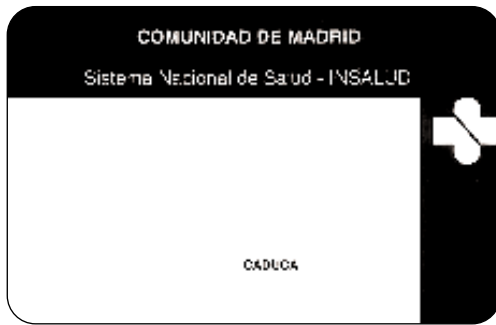 COMUNIDAD DE MADRID
Sistema Nacional de Salud - INSALUD
CADUCA